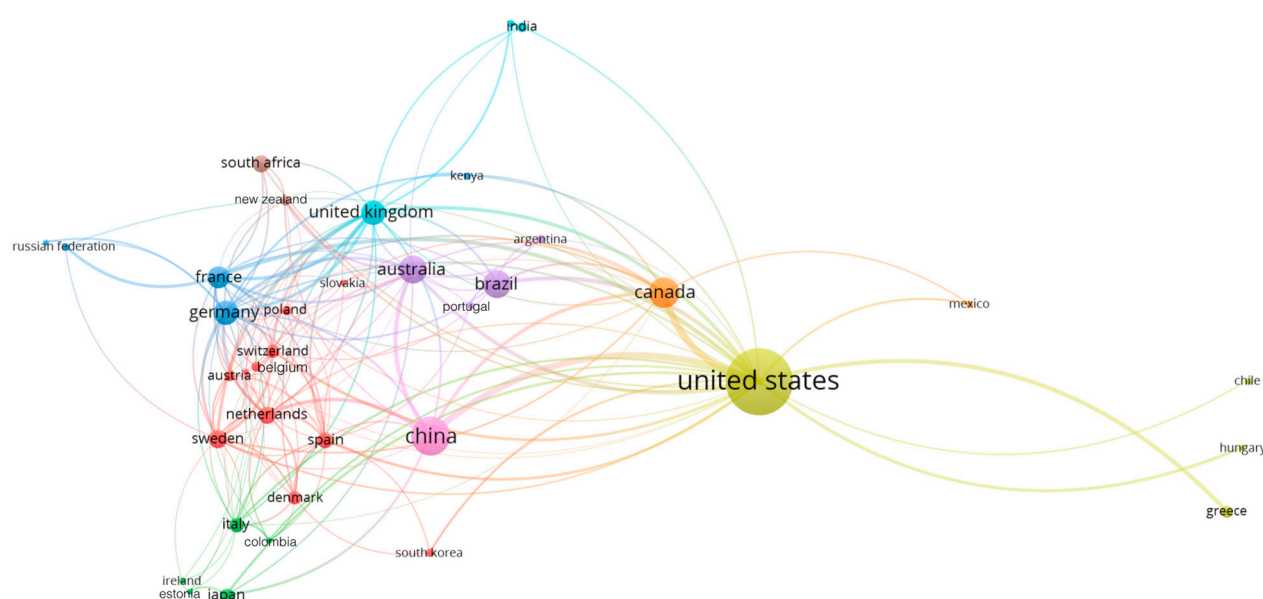 india
south africa
kenya
new zealand
united kingdom
argentina
russian federation
australia
france
slovakia
brazil
canada
mexico
portugal
germany
poland
switzerland
belgium
austria
united states
chile
netherlands
sweden
spain
china
hungary
denmark
greece
italy
colombia
south korea
ireland
estonia
japan